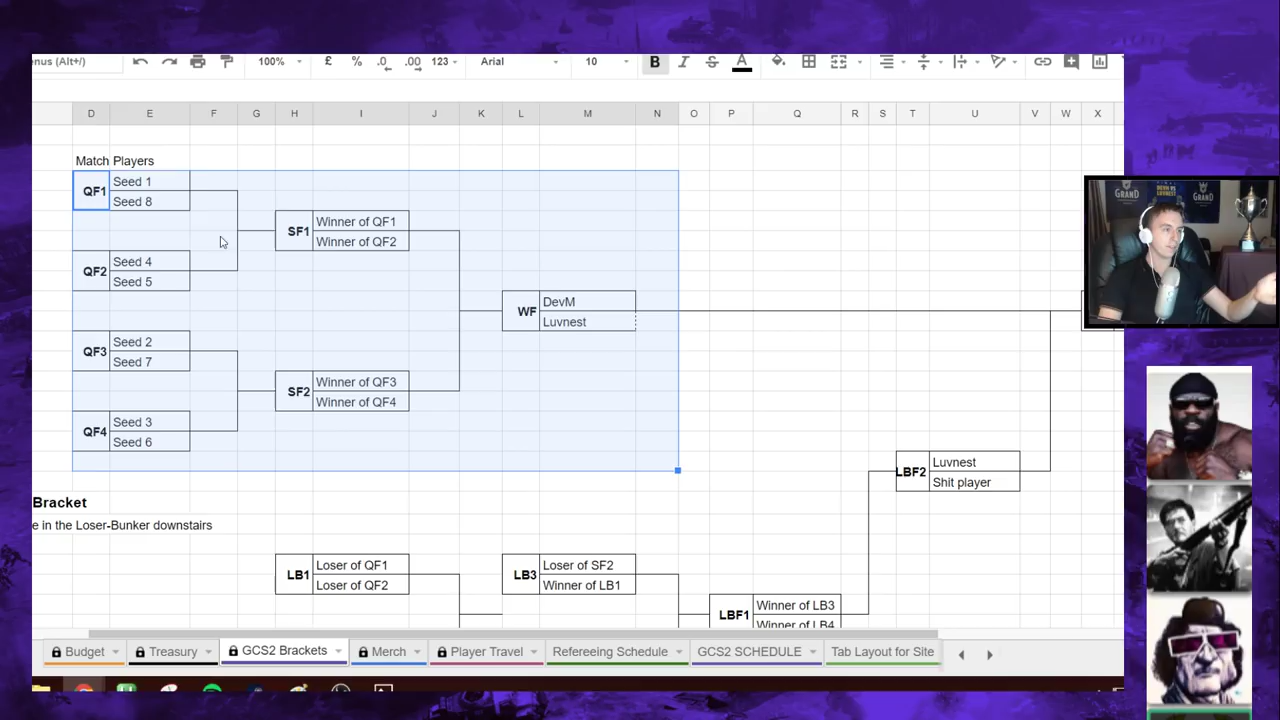 enus (Alt+/)
100%
£
%
.0
.00
123
Arial
10
B
I
S
A
D E F G H I J K L M N O P Q R S T U V W X
Match Players
QF1
Seed 1
Seed 8
SF1
Winner of QF1
Winner of QF2
QF2
Seed 4
Seed 5
WF
DevM
Luvnest
QF3
Seed 2
Seed 7
SF2
Winner of QF3
Winner of QF4
QF4
Seed 3
Seed 6
LBF2
Luvnest
Shit player
Bracket
e in the Loser-Bunker downstairs
LB1
Loser of QF1
Loser of QF2
LB3
Loser of SF2
Winner of LB1
LBF1
Winner of LB3
Winner of LB4
Budget
Treasury
GCS2 Brackets
Merch
Player Travel
Refereeing Schedule
GCS2 SCHEDULE
Tab Layout for Site
GRAND